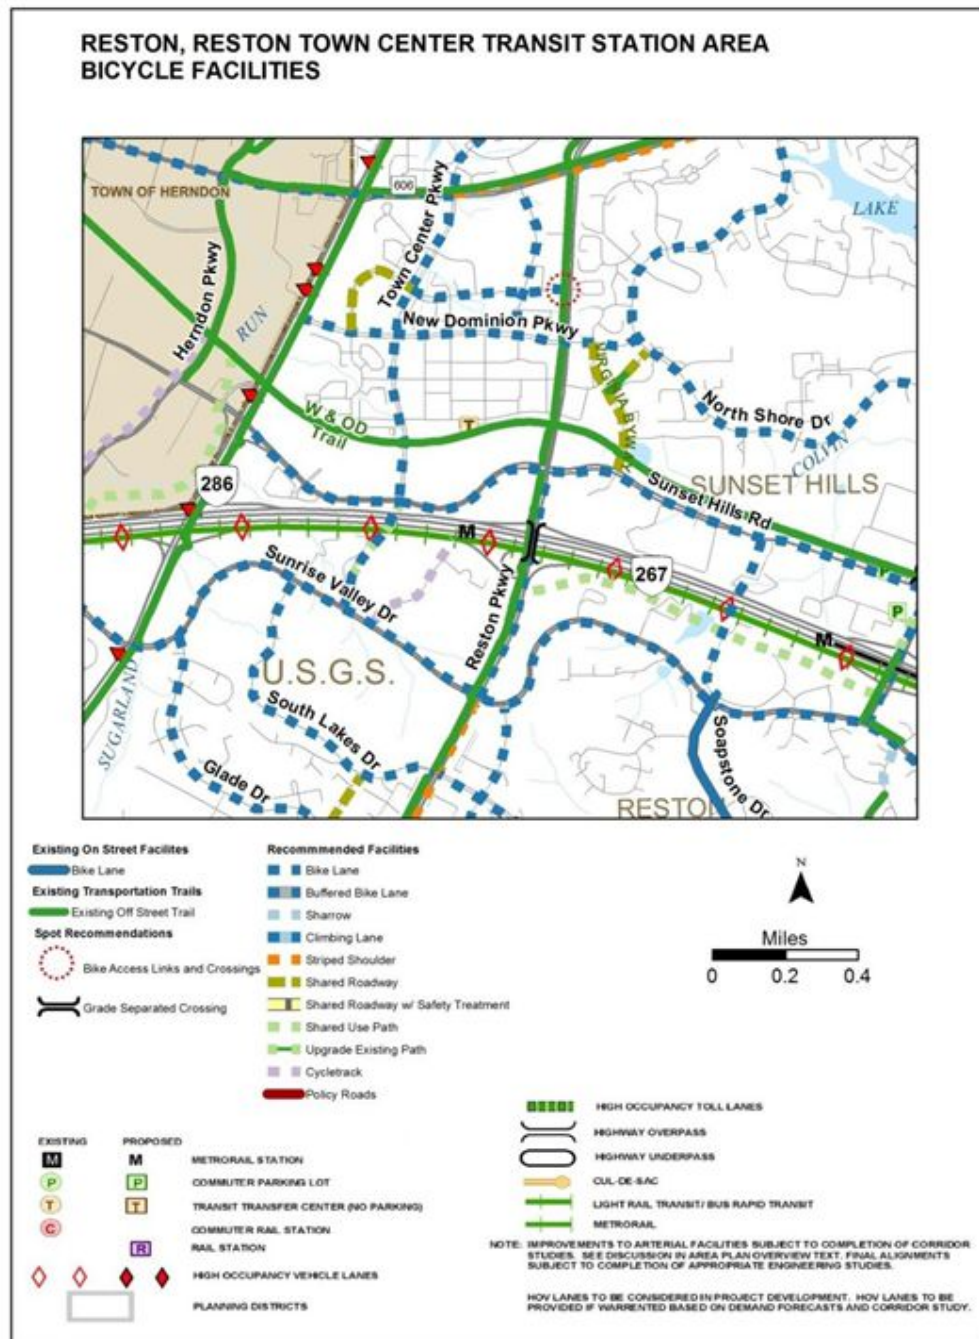 RESTON, RESTON TOWN CENTER TRANSIT STATION AREA
BICYCLE FACILITIES
TOWN OF HERNDON
606
Town Center Pkwy
LAKE
Herndon Pkwy
RUN
New Dominion Pkwy
VIRGINIA BYWAY
W & OD
Trail
T
North Shore Dr
COLVIN
SUNSET HILLS
286
Sunset Hills Rd
M
267
Sunrise Valley Dr
Reston Pkwy
P
M
U.S.G.S.
SUGARLAND
South Lakes Dr
Soapstone Dr
Glade Dr
RESTON
Existing On Street Facilites
Bike Lane
Existing Transportation Trails
Existing Off Street Trail
Spot Recommendations
Bike Access Links and Crossings
Grade Separated Crossing
Recommmended Facilities
Bike Lane
Buffered Bike Lane
Sharrow
Climbing Lane
Striped Shoulder
Shared Roadway
Shared Roadway w/ Safety Treatment
Shared Use Path
Upgrade Existing Path
Cycletrack
Policy Roads
N
Miles
0 0.2 0.4
EXISTING PROPOSED
M M METRORAIL STATION
P P COMMUTER PARKING LOT
T T TRANSIT TRANSFER CENTER (NO PARKING)
C COMMUTER RAIL STATION
R RAIL STATION
HIGH OCCUPANCY VEHICLE LANES
PLANNING DISTRICTS
HIGH OCCUPANCY TOLL LANES
HIGHWAY OVERPASS
HIGHWAY UNDERPASS
CUL-DE-SAC
LIGHT RAIL TRANSIT/ BUS RAPID TRANSIT
METRORAIL
NOTE: IMPROVEMENTS TO ARTERIAL FACILITIES SUBJECT TO COMPLETION OF CORRIDOR
STUDIES. SEE DISCUSSION IN AREA PLAN OVERVIEW TEXT. FINAL ALIGNMENTS
SUBJECT TO COMPLETION OF APPROPRIATE ENGINEERING STUDIES.
HOV LANES TO BE CONSIDERED IN PROJECT DEVELOPMENT. HOV LANES TO BE
PROVIDED IF WARRENTED BASED ON DEMAND FORECASTS AND CORRIDOR STUDY.